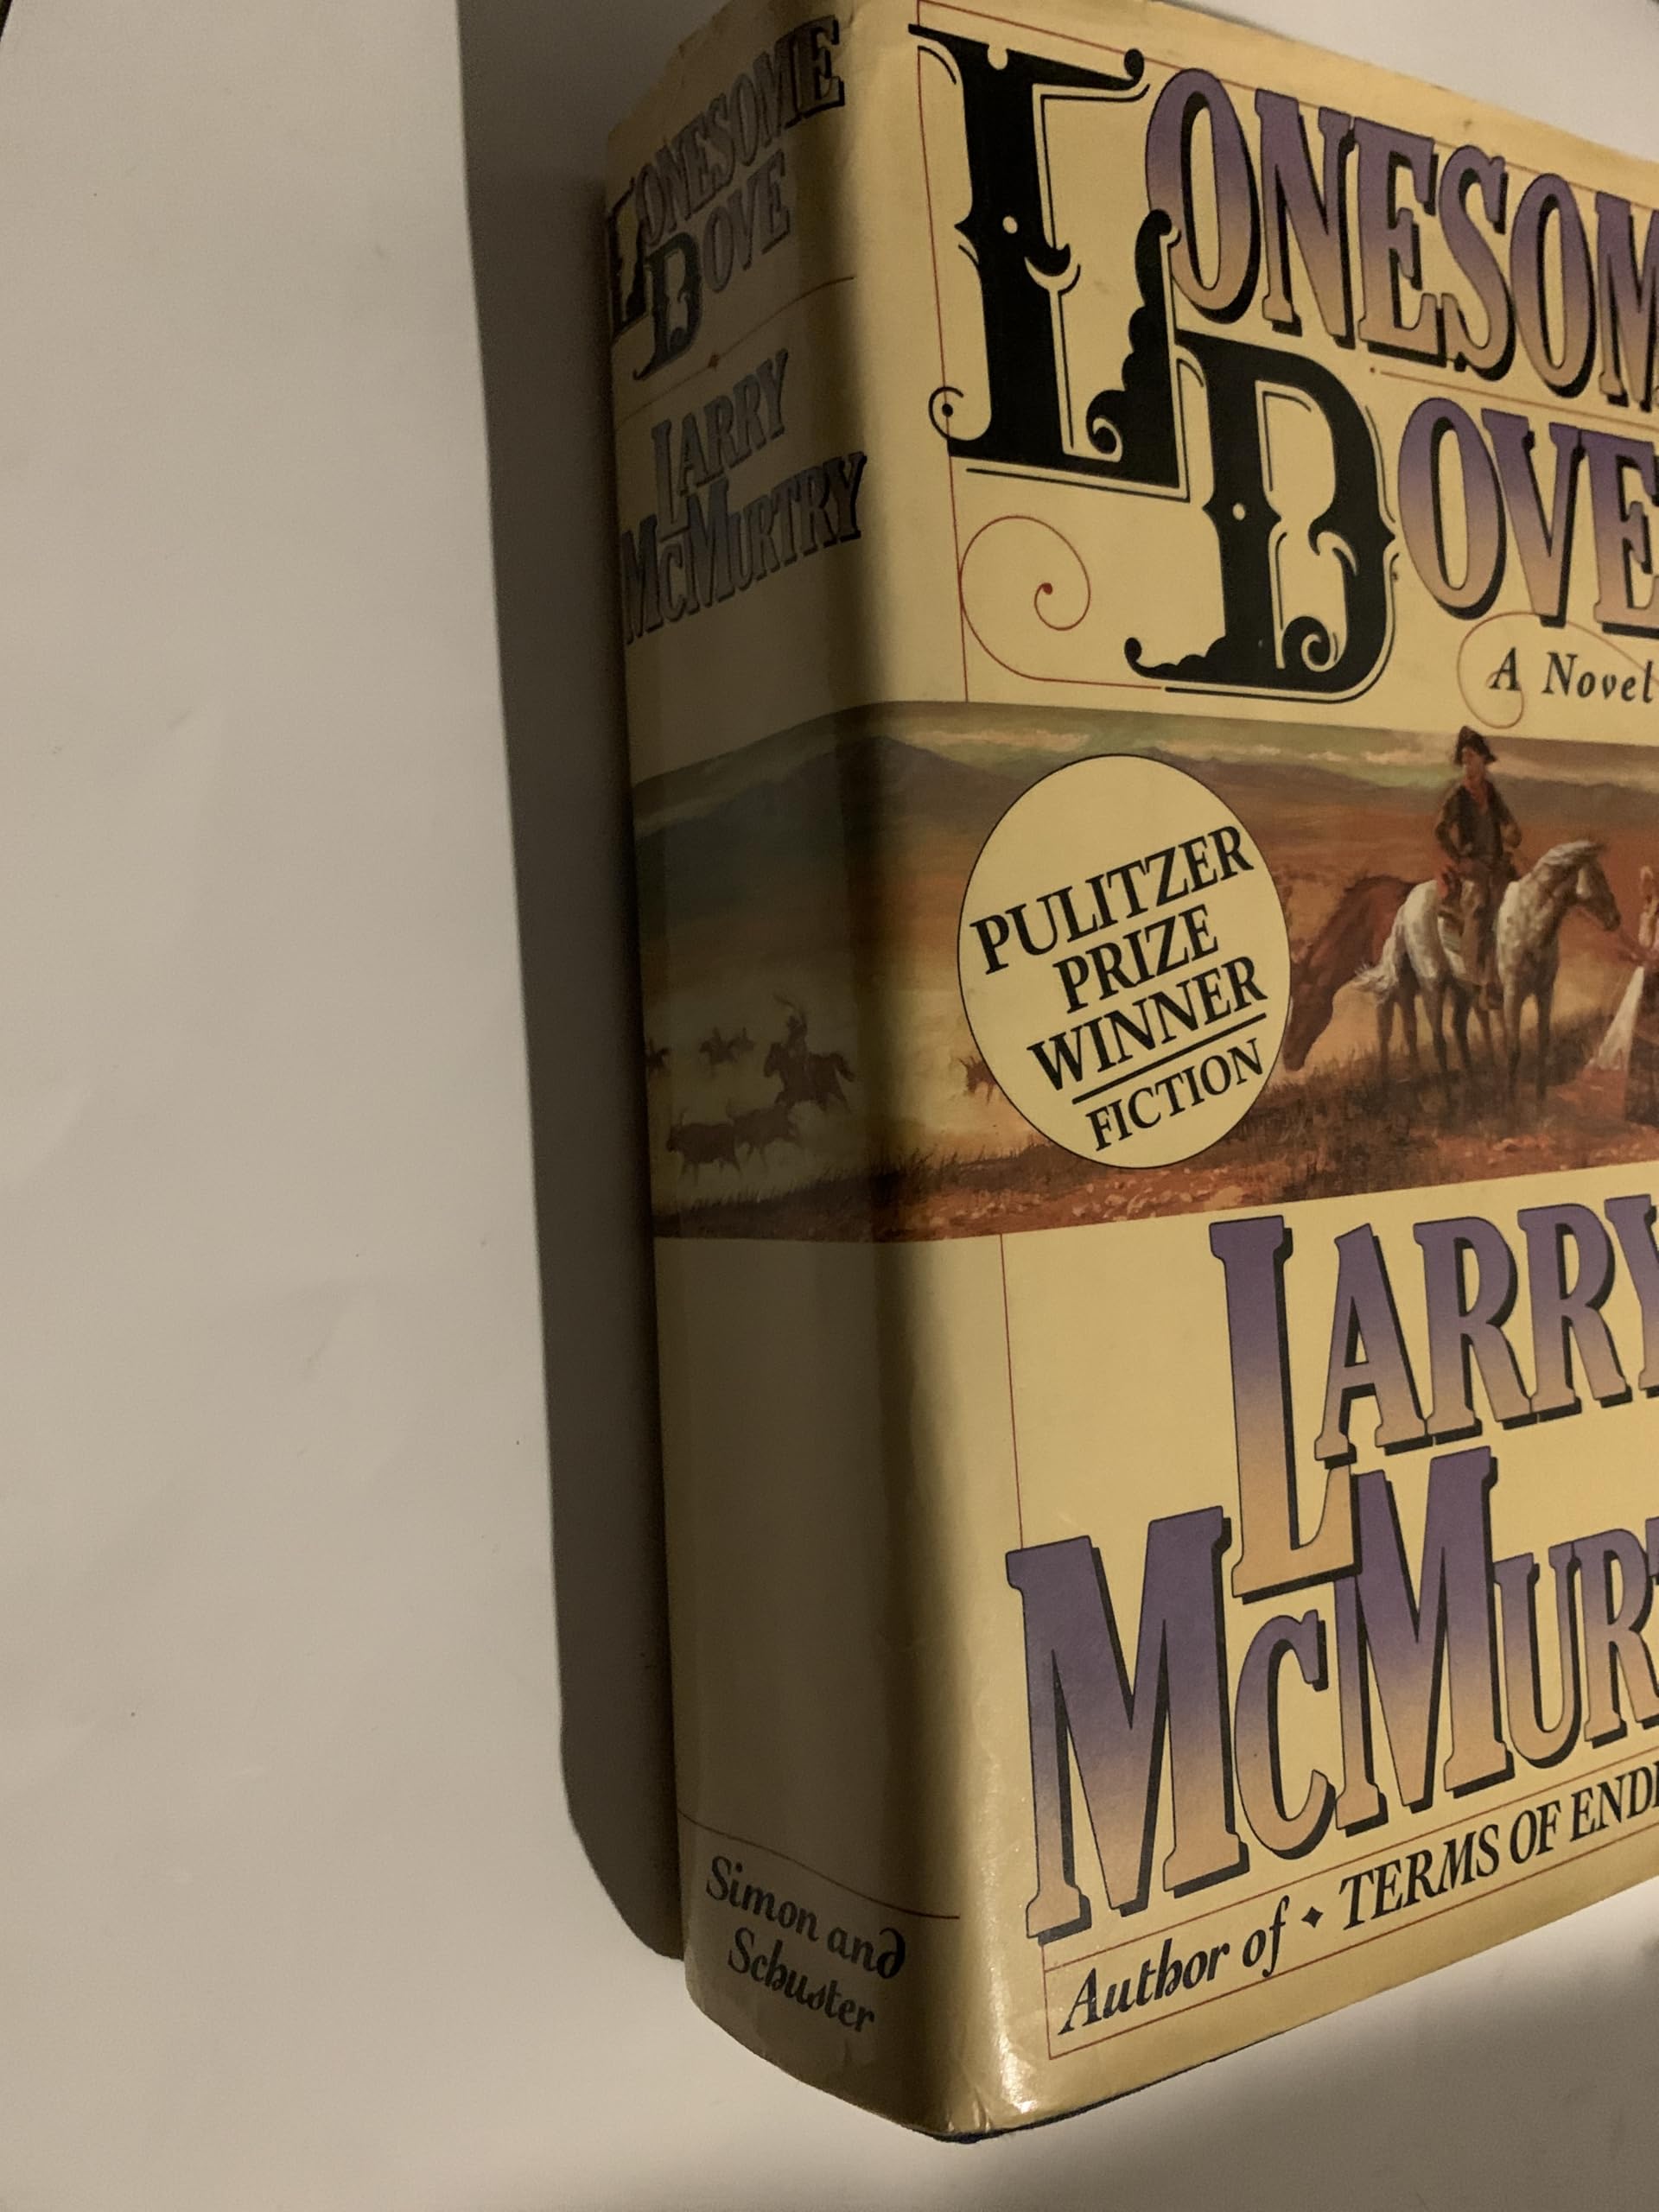 LONESOME
DOVE
LARRY
MCMURTRY
Simon and
Schuster
LONESOM
DOVE
A Novel
PULITZER
PRIZE
WINNER
FICTION
LARRY
MCMURT
Author of • TERMS OF ENDE